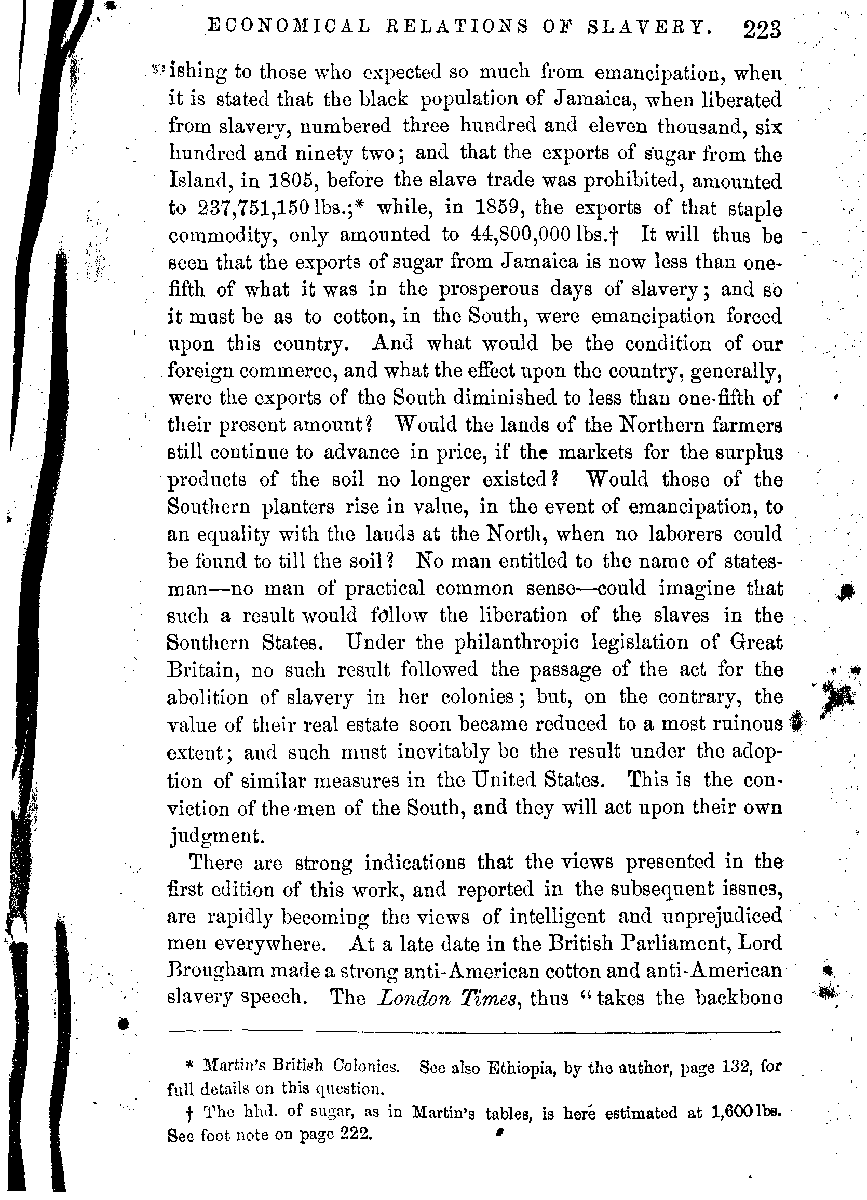 ECONOMICAL RELATIONS OF SLAVERY. 223
ishing to those who expected so much from emancipation, when
it is stated that the black population of Jamaica, when liberated
from slavery, numbered three hundred and eleven thousand, six
hundred and ninety two; and that the exports of sugar from the
Island, in 1805, before the slave trade was prohibited, amounted
to 237,751,150 lbs.;* while, in 1859, the exports of that staple
commodity, only amounted to 44,800,000 lbs.† It will thus be
seen that the exports of sugar from Jamaica is now less than one-
fifth of what it was in the prosperous days of slavery; and so
it must be as to cotton, in the South, were emancipation forced
upon this country. And what would be the condition of our
foreign commerce, and what the effect upon the country, generally,
were the exports of the South diminished to less than one-fifth of
their present amount? Would the lands of the Northern farmers
still continue to advance in price, if the markets for the surplus
products of the soil no longer existed? Would those of the
Southern planters rise in value, in the event of emancipation, to
an equality with the lands at the North, when no laborers could
be found to till the soil? No man entitled to the name of states-
man—no man of practical common sense—could imagine that
such a result would follow the liberation of the slaves in the
Southern States. Under the philanthropic legislation of Great
Britain, no such result followed the passage of the act for the
abolition of slavery in her colonies; but, on the contrary, the
value of their real estate soon became reduced to a most ruinous
extent; and such must inevitably be the result under the adop-
tion of similar measures in the United States. This is the con-
viction of the men of the South, and they will act upon their own
judgment.
There are strong indications that the views presented in the
first edition of this work, and reported in the subsequent issues,
are rapidly becoming the views of intelligent and unprejudiced
men everywhere. At a late date in the British Parliament, Lord
Brougham made a strong anti-American cotton and anti-American
slavery speech. The London Times, thus "takes the backbone
* Martin's British Colonies. See also Ethiopia, by the author, page 132, for
full details on this question.
† The hhd. of sugar, as in Martin's tables, is here estimated at 1,600 lbs.
See foot note on page 222.